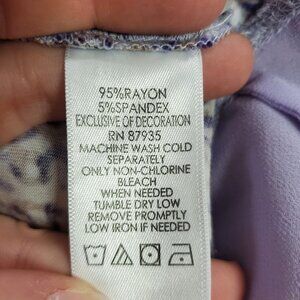 95%RAYON
5%SPANDEX
EXCLUSIVE OF DECORATION
RN 87935
MACHINE WASH COLD
SEPARATELY
ONLY NON-CHLORINE
BLEACH
WHEN NEEDED
TUMBLE DRY LOW
REMOVE PROMPTLY
LOW IRON IF NEEDED